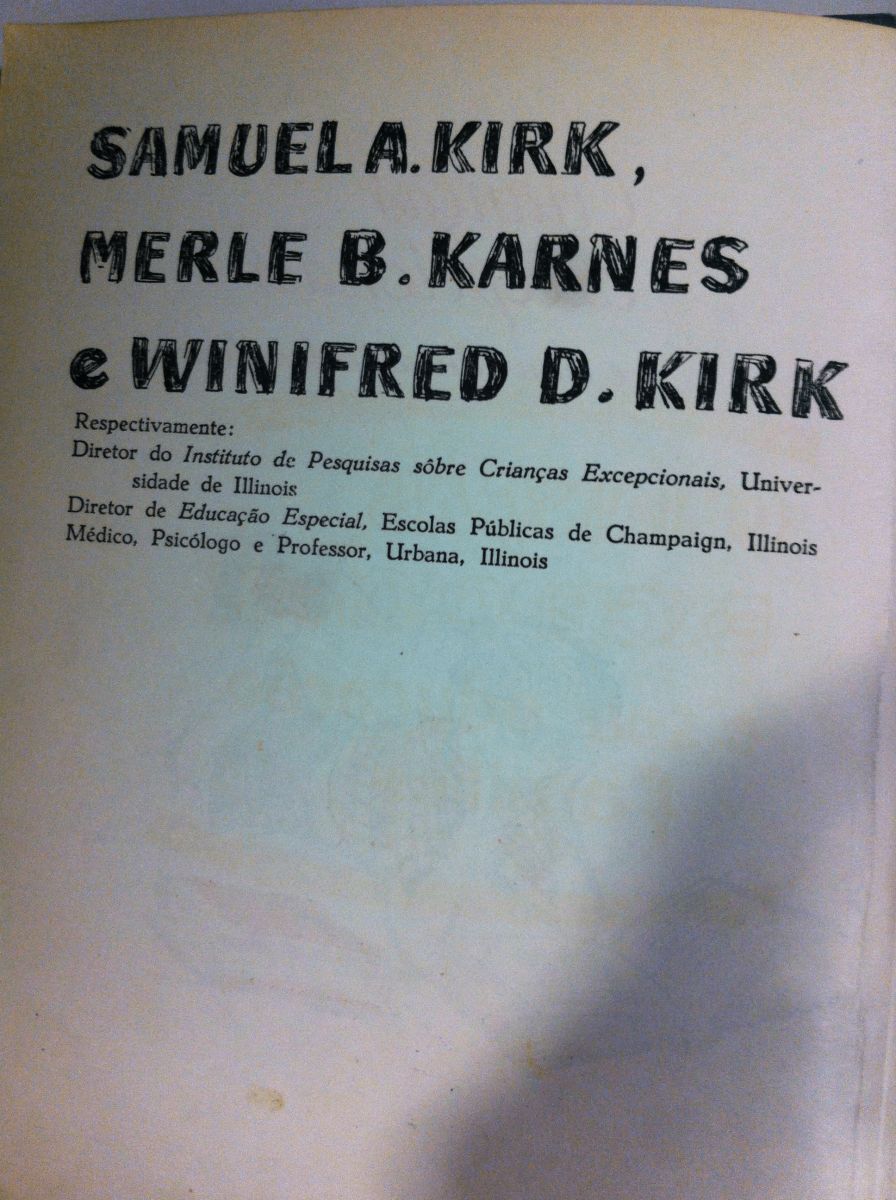 SAMUEL A. KIRK,
MERLE B. KARNES
e WINIFRED D. KIRK
Respectivamente:
Diretor do Instituto de Pesquisas sôbre Crianças Excepcionais, Univer-
sidade de Illinois
Diretor de Educação Especial, Escolas Públicas de Champaign, Illinois
Médico, Psicólogo e Professor, Urbana, Illinois